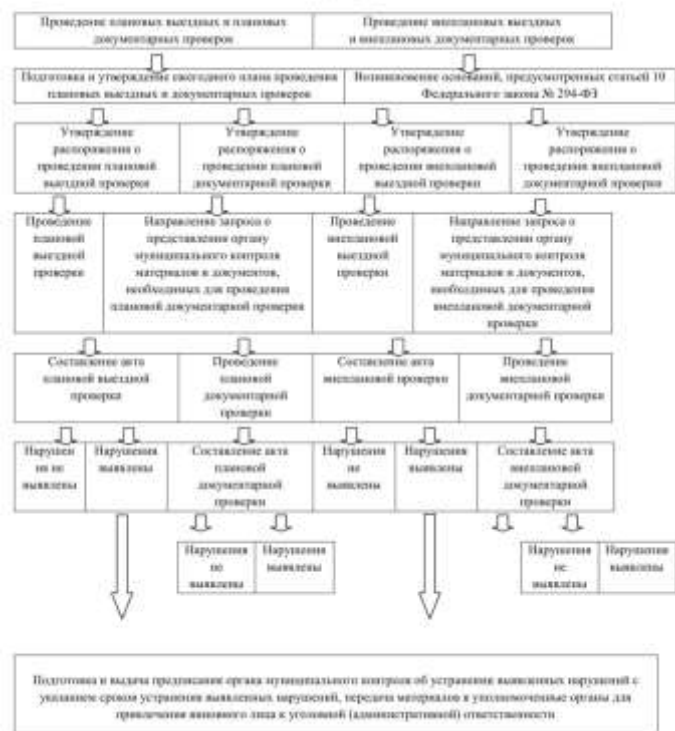 Проведение плановых выездных и плановых
документарных проверок
Проведение внеплановых выездных
и внеплановых документарных проверок
Подготовка и утверждение ежегодного плана проведения
плановых выездных и документарных проверок
Возникновение оснований, предусмотренных статьей 10
Федерального закона № 294-ФЗ
Утверждение
распоряжения о
проведении плановой
выездной проверки
Утверждение
распоряжения о
проведении плановой
документарной проверки
Утверждение
распоряжения о
проведении внеплановой
выездной проверки
Утверждение
распоряжения о
проведении внеплановой
документарной проверки
Проведение
плановой
выездной
проверки
Направление запроса о
представлении органу
муниципального контроля
материалов и документов,
необходимых для проведения
плановой документарной проверки
Проведение
внеплановой
выездной
проверки
Направление запроса о
представлении органу
муниципального контроля
материалов и документов,
необходимых для проведения
внеплановой документарной
проверки
Составление акта
плановой выездной
проверки
Проведение
плановой
документарной
проверки
Составление акта
внеплановой проверки
Проведение
внеплановой
документарной проверки
Нарушен
ия не
выявлены
Нарушения
выявлены
Составление акта
плановой
документарной
проверки
Нарушения
не
выявлены
Нарушения
выявлены
Составление акта
внеплановой
документарной
проверки
Нарушения
не
выявлены
Нарушения
выявлены
Нарушения
не
выявлены
Нарушения
выявлены
Подготовка и выдача предписания органа муниципального контроля об устранении выявленных нарушений с
указанием сроком устранения выявленных нарушений, передача материалов в уполномоченные органы для
привлечения виновного лица к уголовной (административной) ответственности